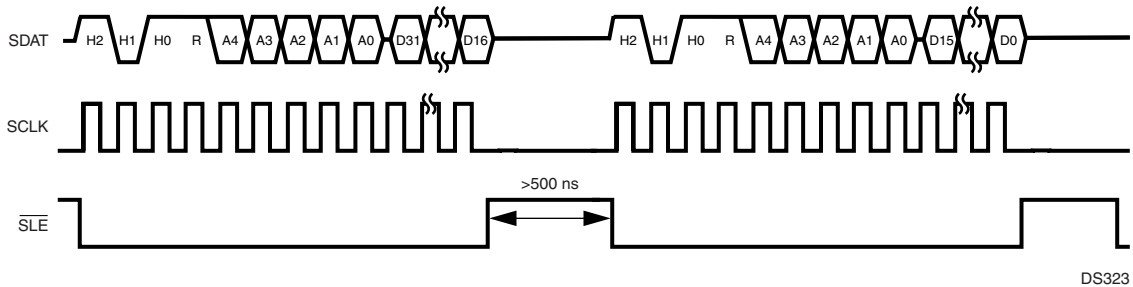 SDAT H2 H1 H0 R A4 A3 A2 A1 A0 D31 D16 H2 H1 H0 R A4 A3 A2 A1 A0 D15 D0
SCLK
>500 ns
SLE
DS323